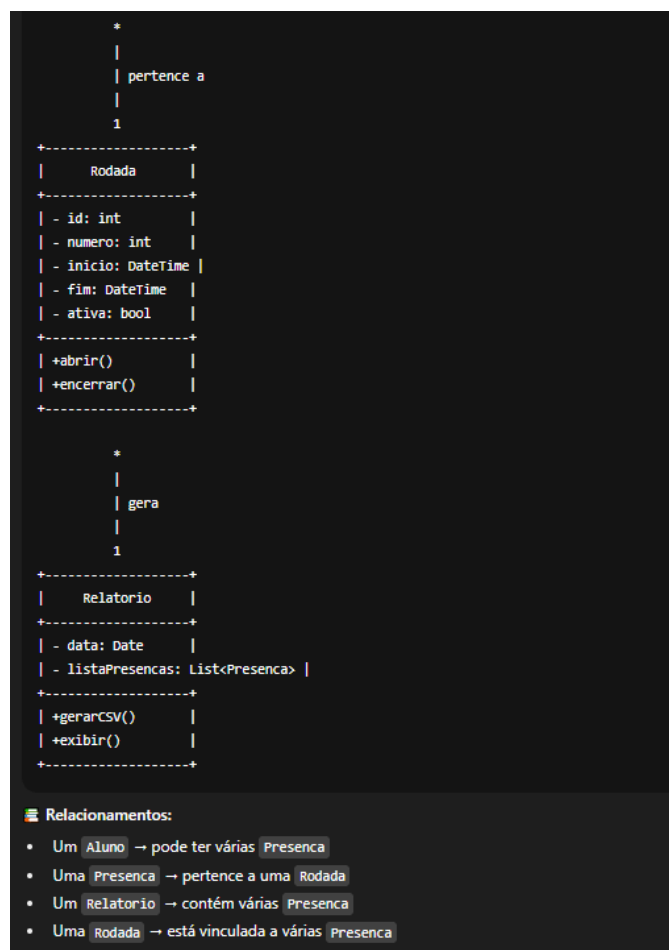 *
|
| pertence a
|
1
+-------------------+
| Rodada |
+-------------------+
| - id: int |
| - numero: int |
| - inicio: DateTime |
| - fim: DateTime |
| - ativa: bool |
+-------------------+
| +abrir() |
| +encerrar() |
+-------------------+
*
|
| gera
|
1
+-------------------+
| Relatorio |
+-------------------+
| - data: Date |
| - listaPresencas: List<Presenca> |
+-------------------+
| +gerarCSV() |
| +exibir() |
+-------------------+
📚 Relacionamentos:
• Um Aluno → pode ter várias Presenca
• Uma Presenca → pertence a uma Rodada
• Um Relatorio → contém várias Presenca
• Uma Rodada → está vinculada a várias Presenca